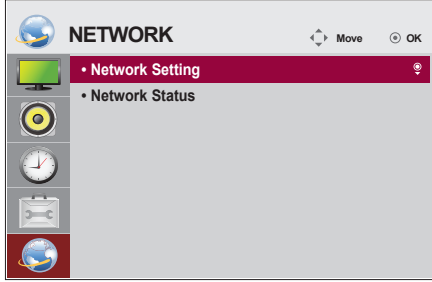 NETWORK
Move
OK
• Network Setting
• Network Status